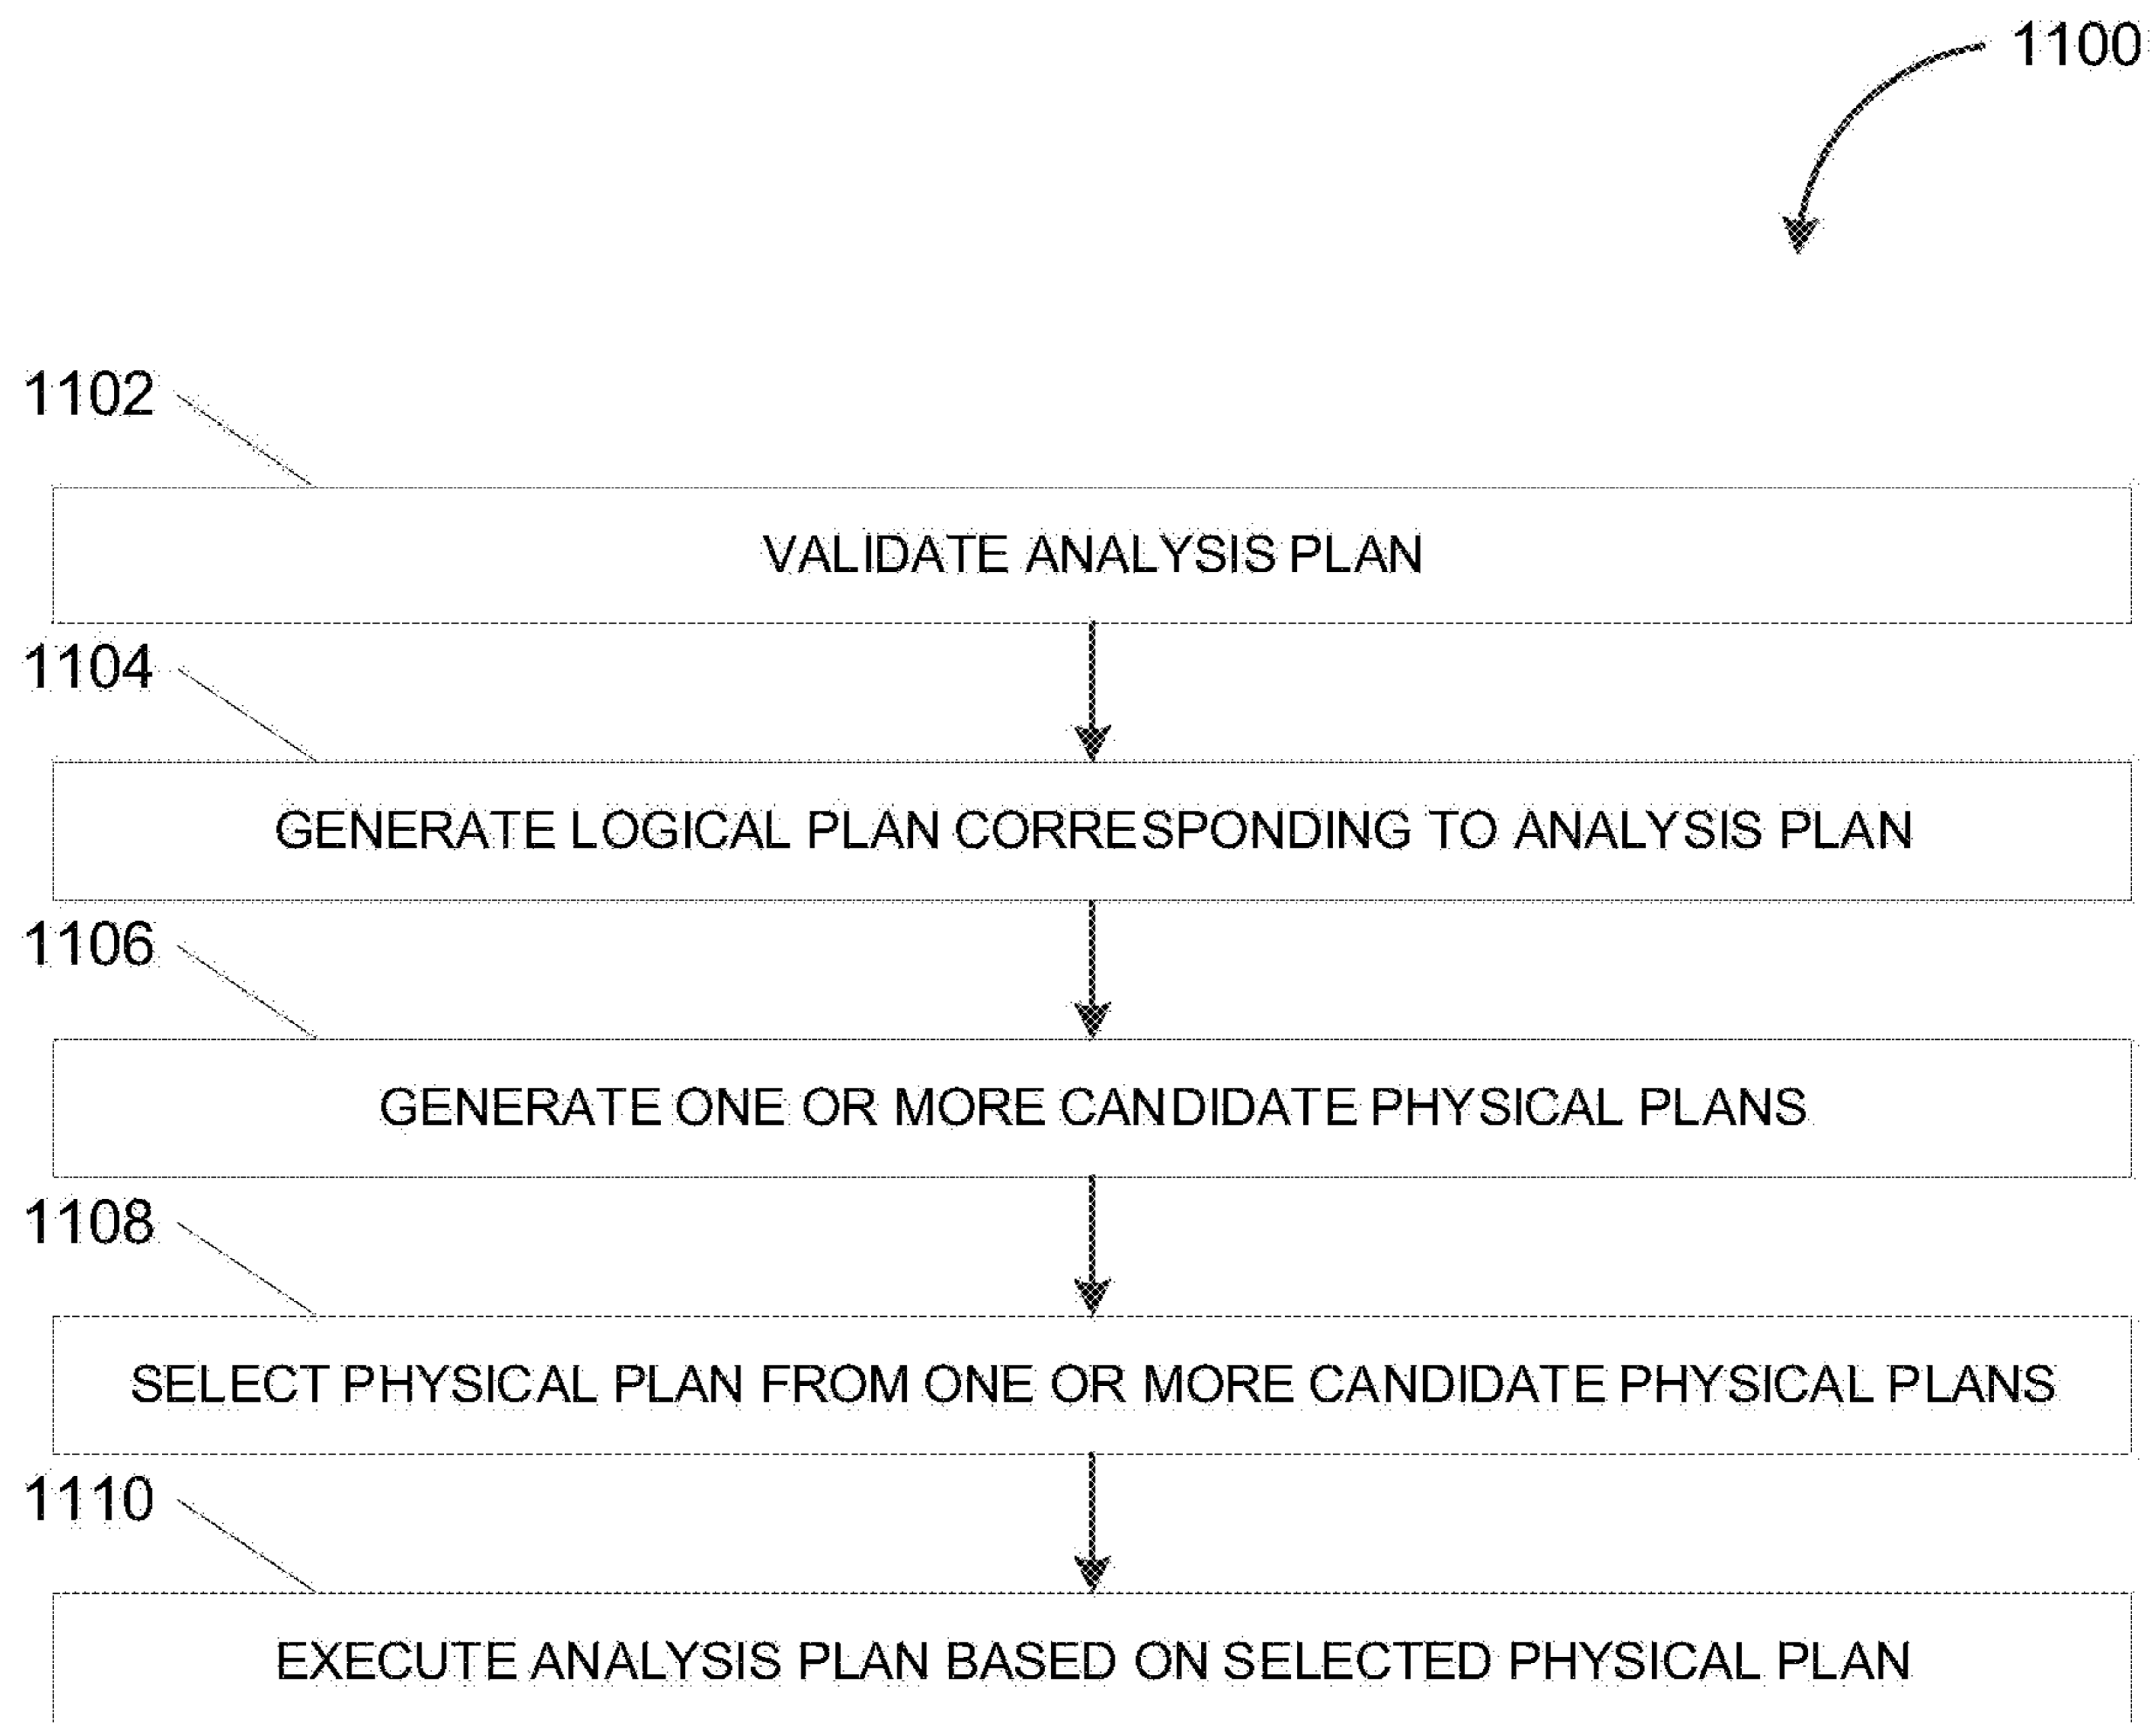 1100
1102
VALIDATE ANALYSIS PLAN
1104
GENERATE LOGICAL PLAN CORRESPONDING TO ANALYSIS PLAN
1106
GENERATE ONE OR MORE CANDIDATE PHYSICAL PLANS
1108
SELECT PHYSICAL PLAN FROM ONE OR MORE CANDIDATE PHYSICAL PLANS
1110
EXECUTE ANALYSIS PLAN BASED ON SELECTED PHYSICAL PLAN